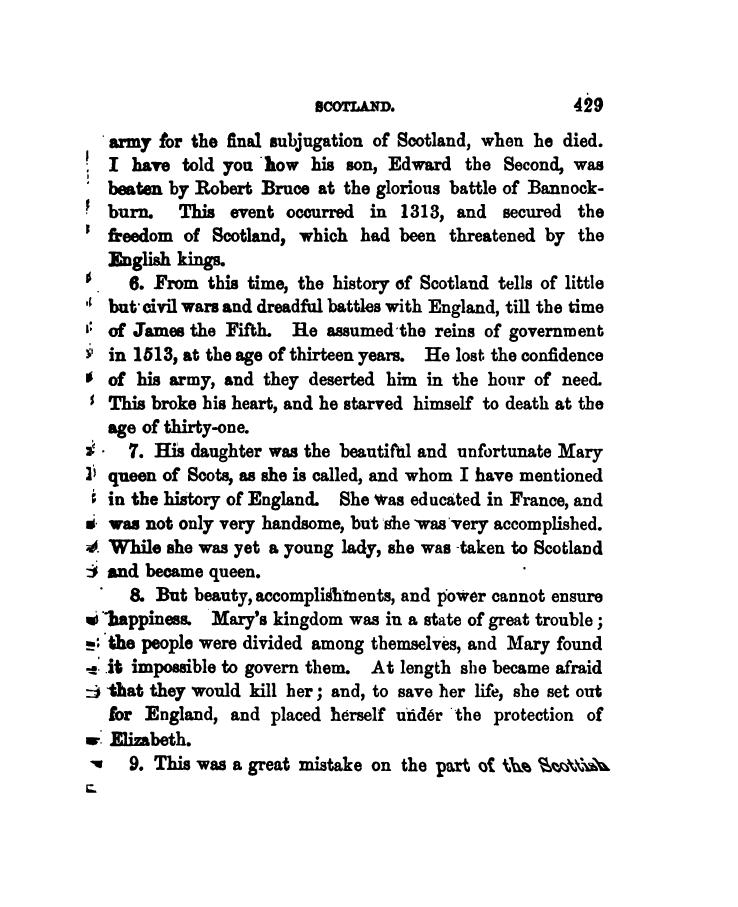 SCOTLAND. 429
army for the final subjugation of Scotland, when he died.
I have told you how his son, Edward the Second, was
beaten by Robert Bruce at the glorious battle of Bannock-
burn. This event occurred in 1313, and secured the
freedom of Scotland, which had been threatened by the
English kings.
6. From this time, the history of Scotland tells of little
but civil wars and dreadful battles with England, till the time
of James the Fifth. He assumed the reins of government
in 1513, at the age of thirteen years. He lost the confidence
of his army, and they deserted him in the hour of need.
This broke his heart, and he starved himself to death at the
age of thirty-one.
7. His daughter was the beautiful and unfortunate Mary
queen of Scots, as she is called, and whom I have mentioned
in the history of England. She was educated in France, and
was not only very handsome, but she was very accomplished.
While she was yet a young lady, she was taken to Scotland
and became queen.
8. But beauty, accomplishments, and power cannot ensure
happiness. Mary's kingdom was in a state of great trouble;
the people were divided among themselves, and Mary found
it impossible to govern them. At length she became afraid
that they would kill her; and, to save her life, she set out
for England, and placed herself under the protection of
Elizabeth.
9. This was a great mistake on the part of the Scottish